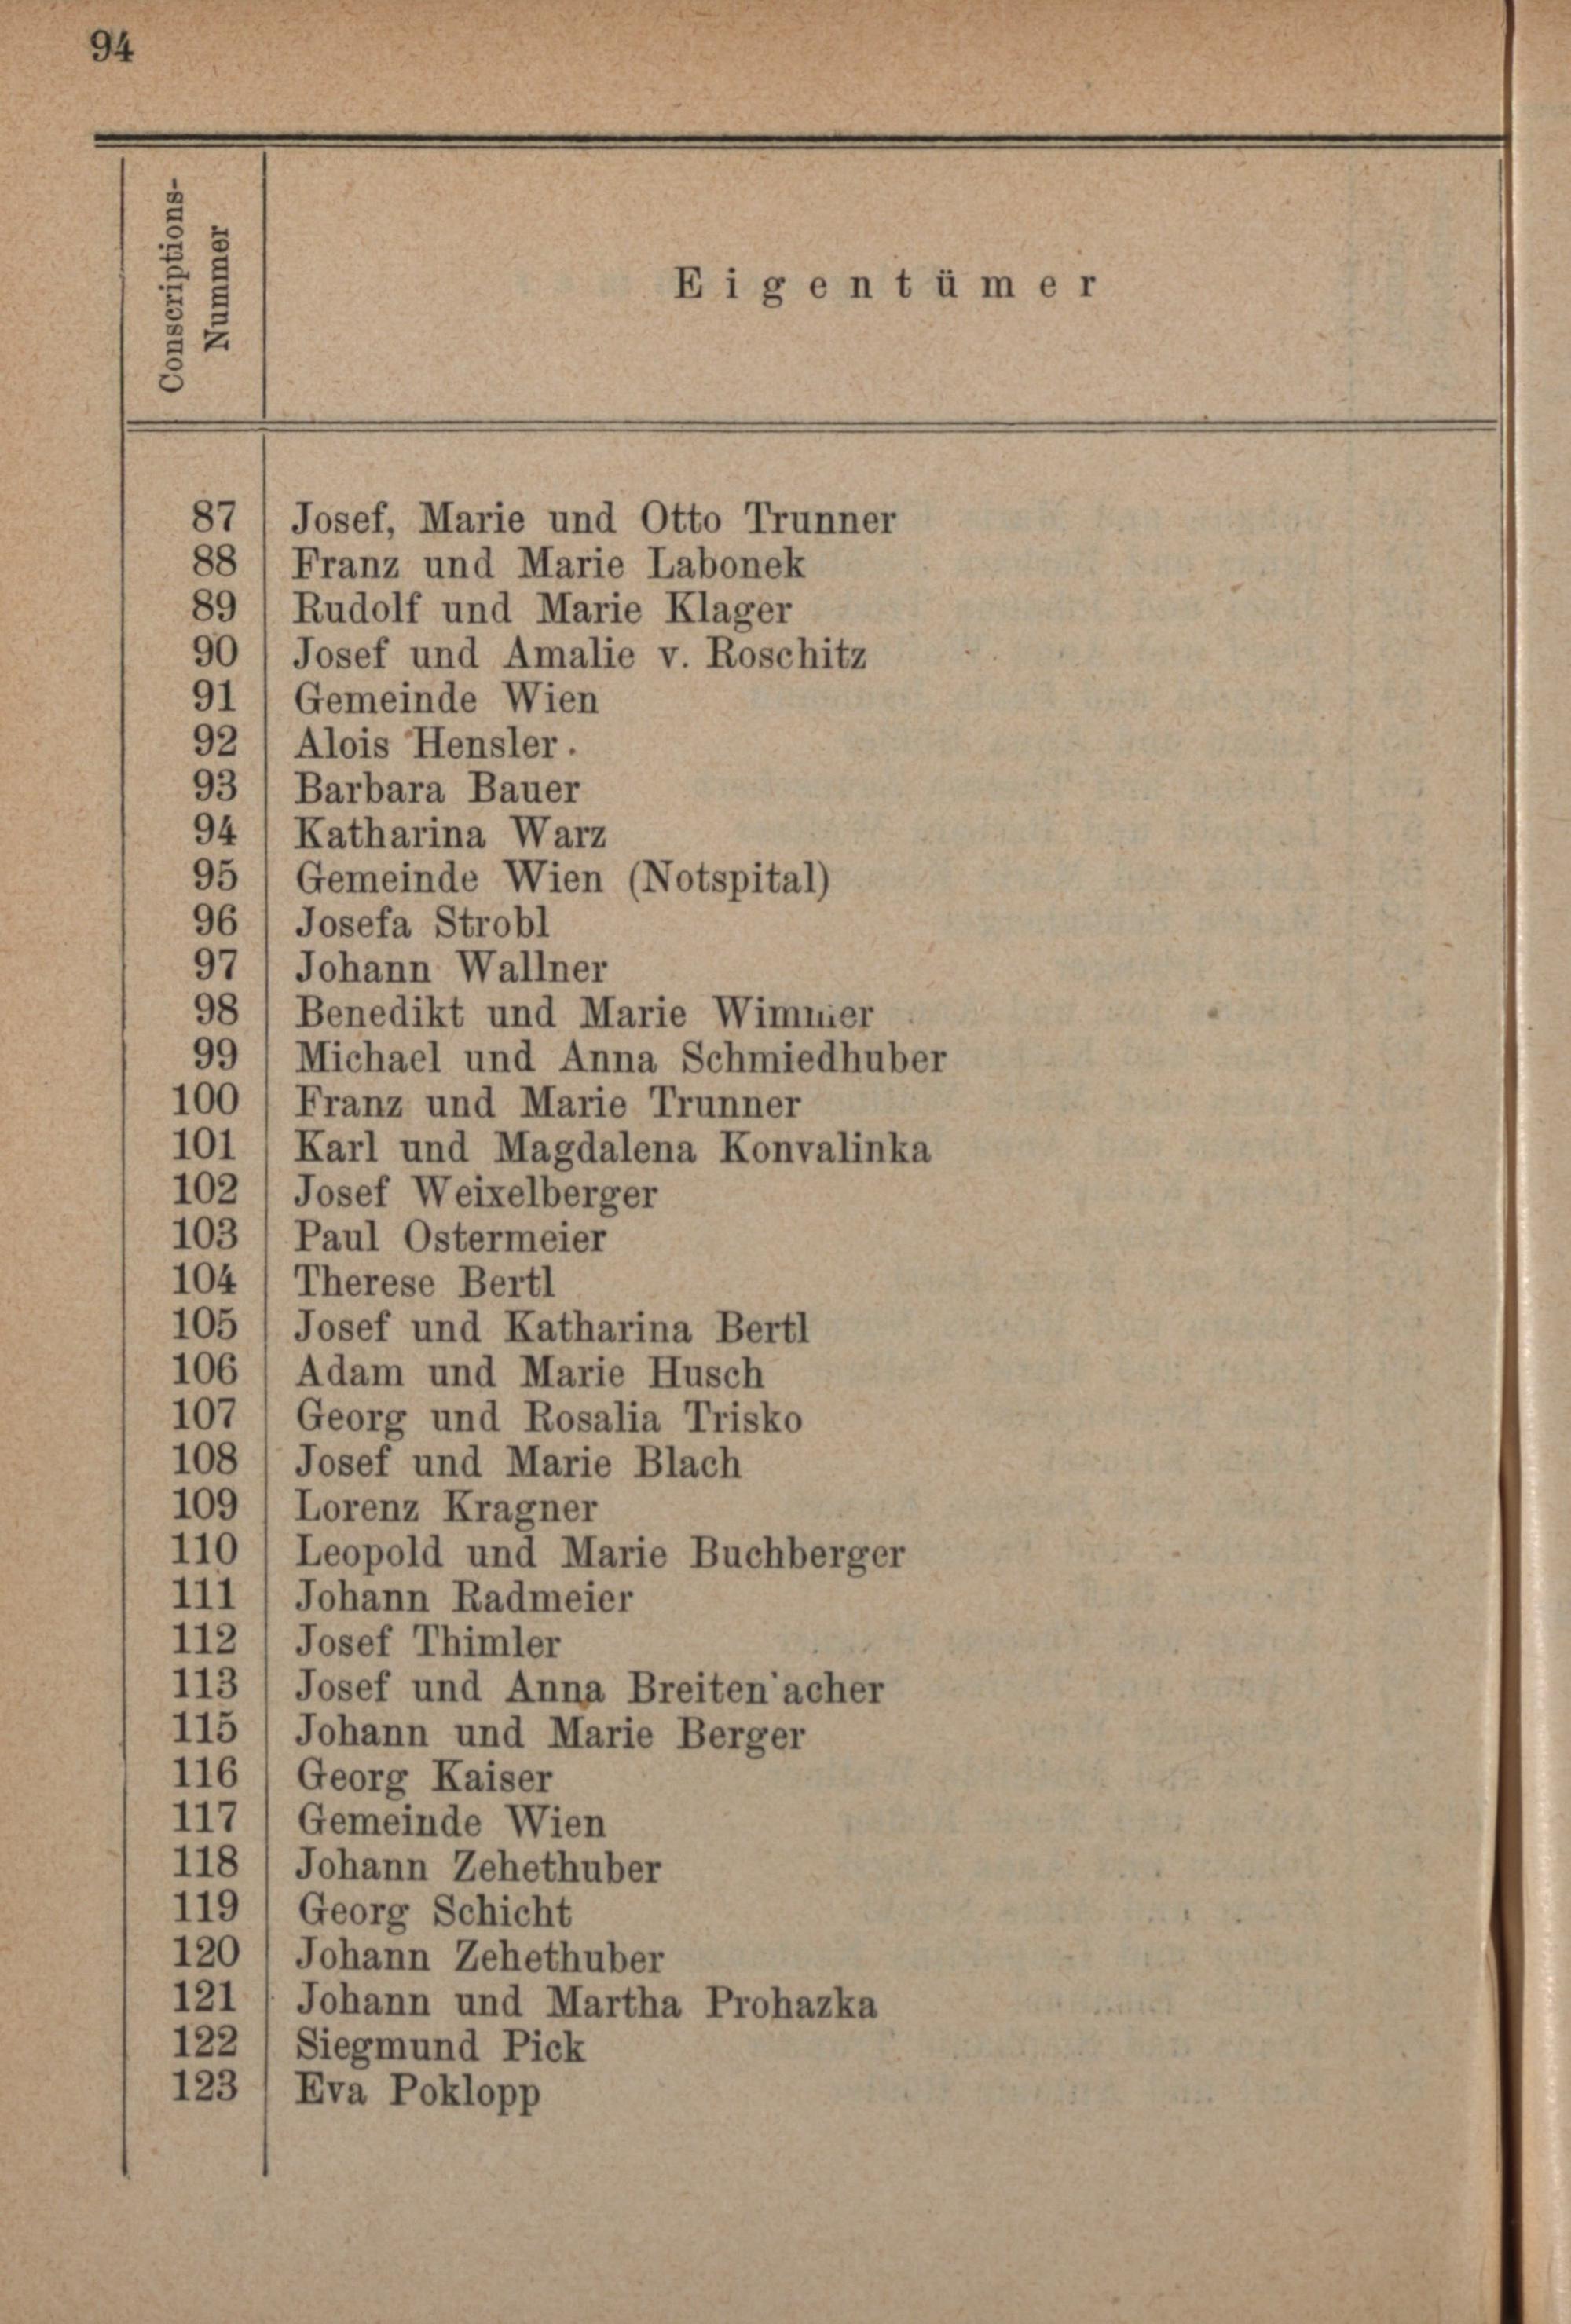 94
Conscriptions-
Nummer
Eigentümer
87 Josef, Marie und Otto Trunner
88 Franz und Marie Labonek
89 Rudolf und Marie Klager
90 Josef und Amalie v. Roschitz
91 Gemeinde Wien
92 Alois Hensler.
93 Barbara Bauer
94 Katharina Warz
95 Gemeinde Wien (Notspital)
96 Josefa Strobl
97 Johann Wallner
98 Benedikt und Marie Wimmer
99 Michael und Anna Schmiedhuber
100 Franz und Marie Trunner
101 Karl und Magdalena Konvalinka
102 Josef Weixelberger
103 Paul Ostermeier
104 Therese Bertl
105 Josef und Katharina Bertl
106 Adam und Marie Husch
107 Georg und Rosalia Trisko
108 Josef und Marie Blach
109 Lorenz Kragner
110 Leopold und Marie Buchberger
111 Johann Radmeier
112 Josef Thimler
113 Josef und Anna Breiten'acher
115 Johann und Marie Berger
116 Georg Kaiser
117 Gemeinde Wien
118 Johann Zehethuber
119 Georg Schicht
120 Johann Zehethuber
121 Johann und Martha Prohazka
122 Siegmund Pick
123 Eva Poklopp